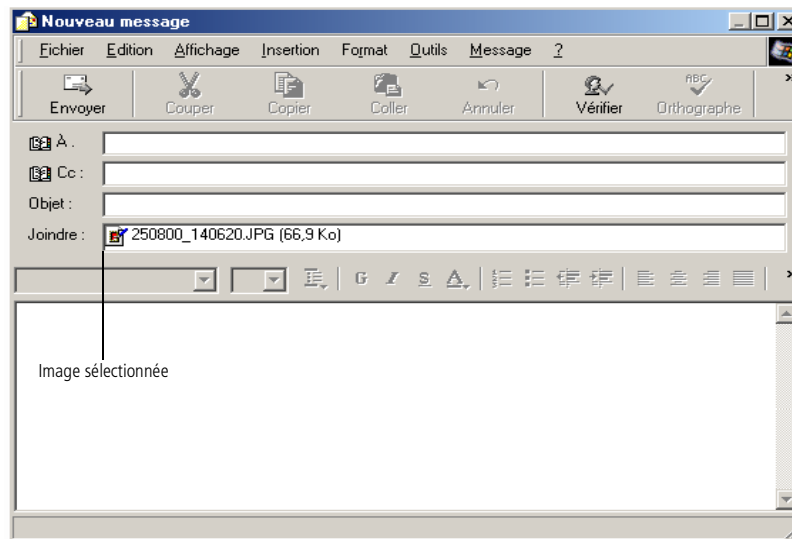 Nouveau message
Fichier Edition Affichage Insertion Format Outils Message ?
Envoyer Couper Copier Coller Annuler Vérifier Orthographe »
À :
Cc :
Objet :
Joindre : 250800_140620.JPG (66,9 Ko)
G I S A
Image sélectionnée